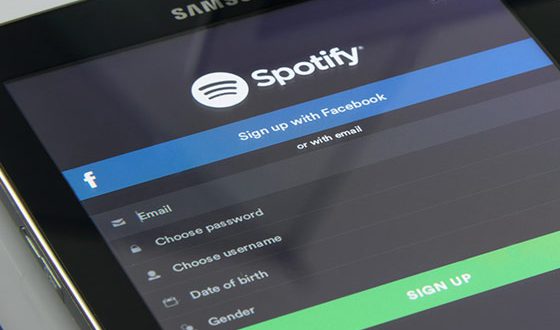 SAMSUNG
Spotify®
Sign up with Facebook
f
or with email
Email
Choose password
Choose username
Date of birth
Gender
SIGN UP